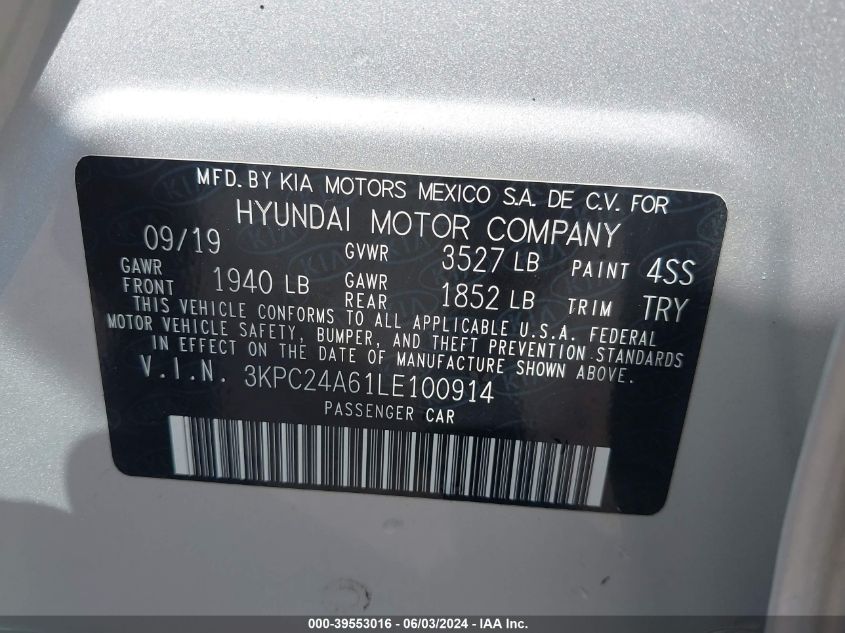 MFD. BY KIA MOTORS MEXICO S.A. DE C.V. FOR
HYUNDAI MOTOR COMPANY
09/19 GVWR 3527 LB PAINT 4SS
GAWR FRONT 1940 LB GAWR REAR 1852 LB TRIM TRY
THIS VEHICLE CONFORMS TO ALL APPLICABLE U.S.A. FEDERAL
MOTOR VEHICLE SAFETY, BUMPER, AND THEFT PREVENTION STANDARDS
IN EFFECT ON THE DATE OF MANUFACTURE SHOWN ABOVE.
V.I.N. 3KPC24A61LE100914
PASSENGER CAR
000-39553016 - 06/03/2024 - IAA Inc.